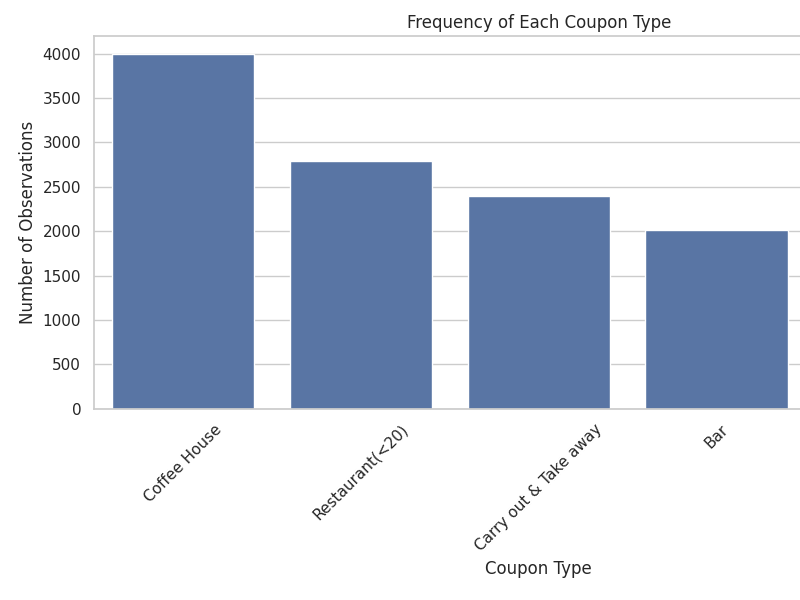 Frequency of Each Coupon Type
Number of Observations
4000
3500
3000
2500
2000
1500
1000
500
0
Coffee House
Restaurant(<20)
Carry out & Take away
Bar
Coupon Type